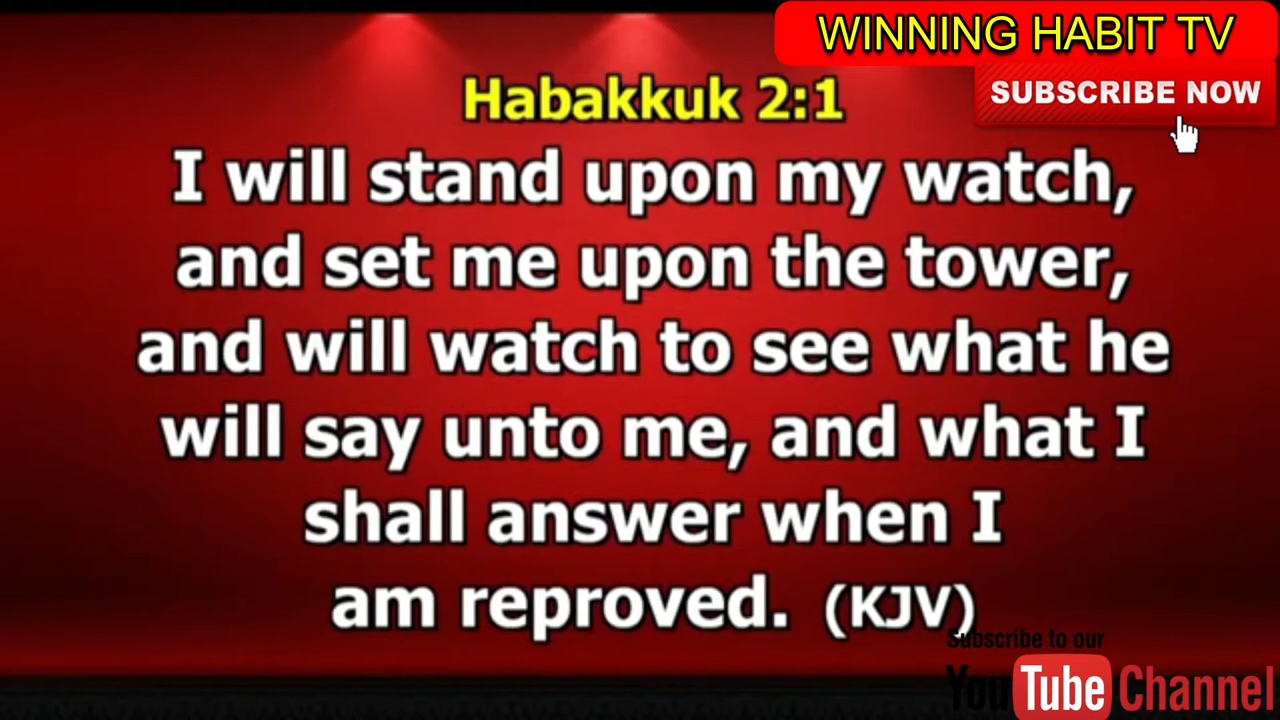 WINNING HABIT TV
SUBSCRIBE NOW
Habakkuk 2:1
I will stand upon my watch,
and set me upon the tower,
and will watch to see what he
will say unto me, and what I
shall answer when I
am reproved. (KJV)
Subscribe to our
YouTube Channel